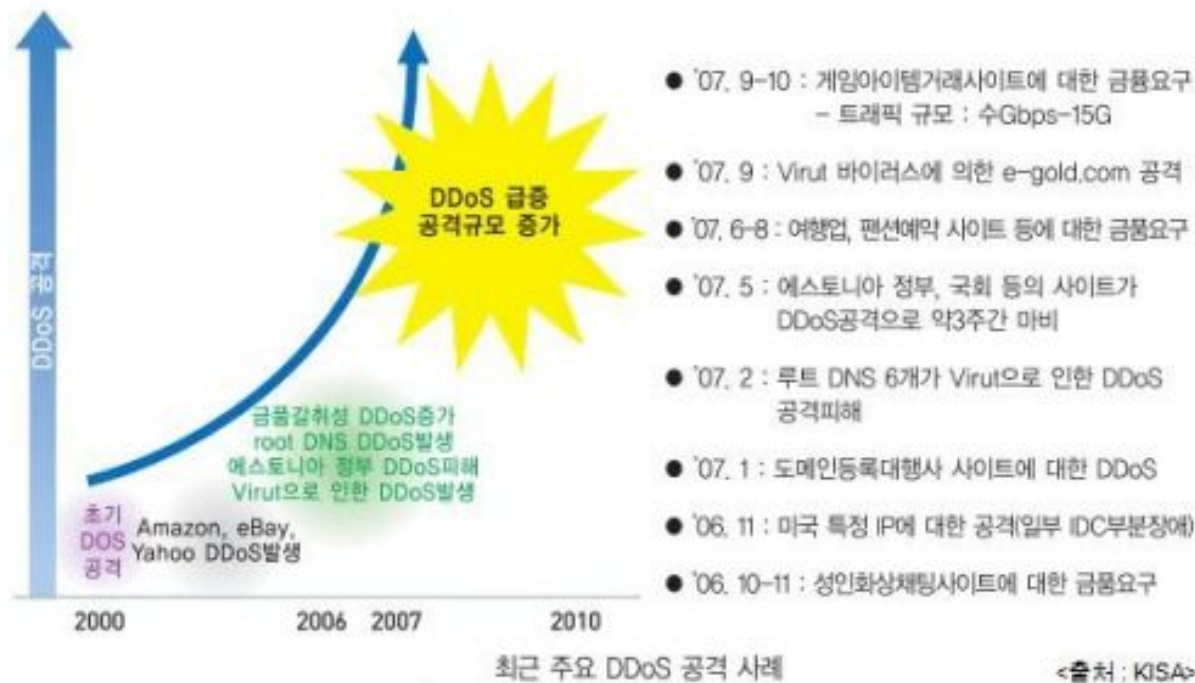 DDoS 공격
DDoS 급증
공격규모 증가
금품갈취성 DDoS증가
root DNS DDoS발생
에스토니아 정부 DDoS피해
Virut으로 인한 DDoS발생
초기
DOS
공격
Amazon, eBay,
Yahoo DDoS발생
2000 2006 2007 2010
● '07. 9-10 : 게임아이템거래사이트에 대한 금품요구
- 트래픽 규모 : 수Gbps-15G
● '07. 9 : Virut 바이러스에 의한 e-gold.com 공격
● '07. 6-8 : 여행업, 팬션예약 사이트 등에 대한 금품요구
● '07. 5 : 에스토니아 정부, 국회 등의 사이트가
DDoS공격으로 약3주간 마비
● '07. 2 : 루트 DNS 6개가 Virut으로 인한 DDoS
공격피해
● '07. 1 : 도메인등록대행사 사이트에 대한 DDoS
● '06. 11 : 미국 특정 IP에 대한 공격(일부 IDC부분장애)
● '06. 10-11 : 성인화상채팅사이트에 대한 금품요구
최근 주요 DDoS 공격 사례
<출처 : KISA>